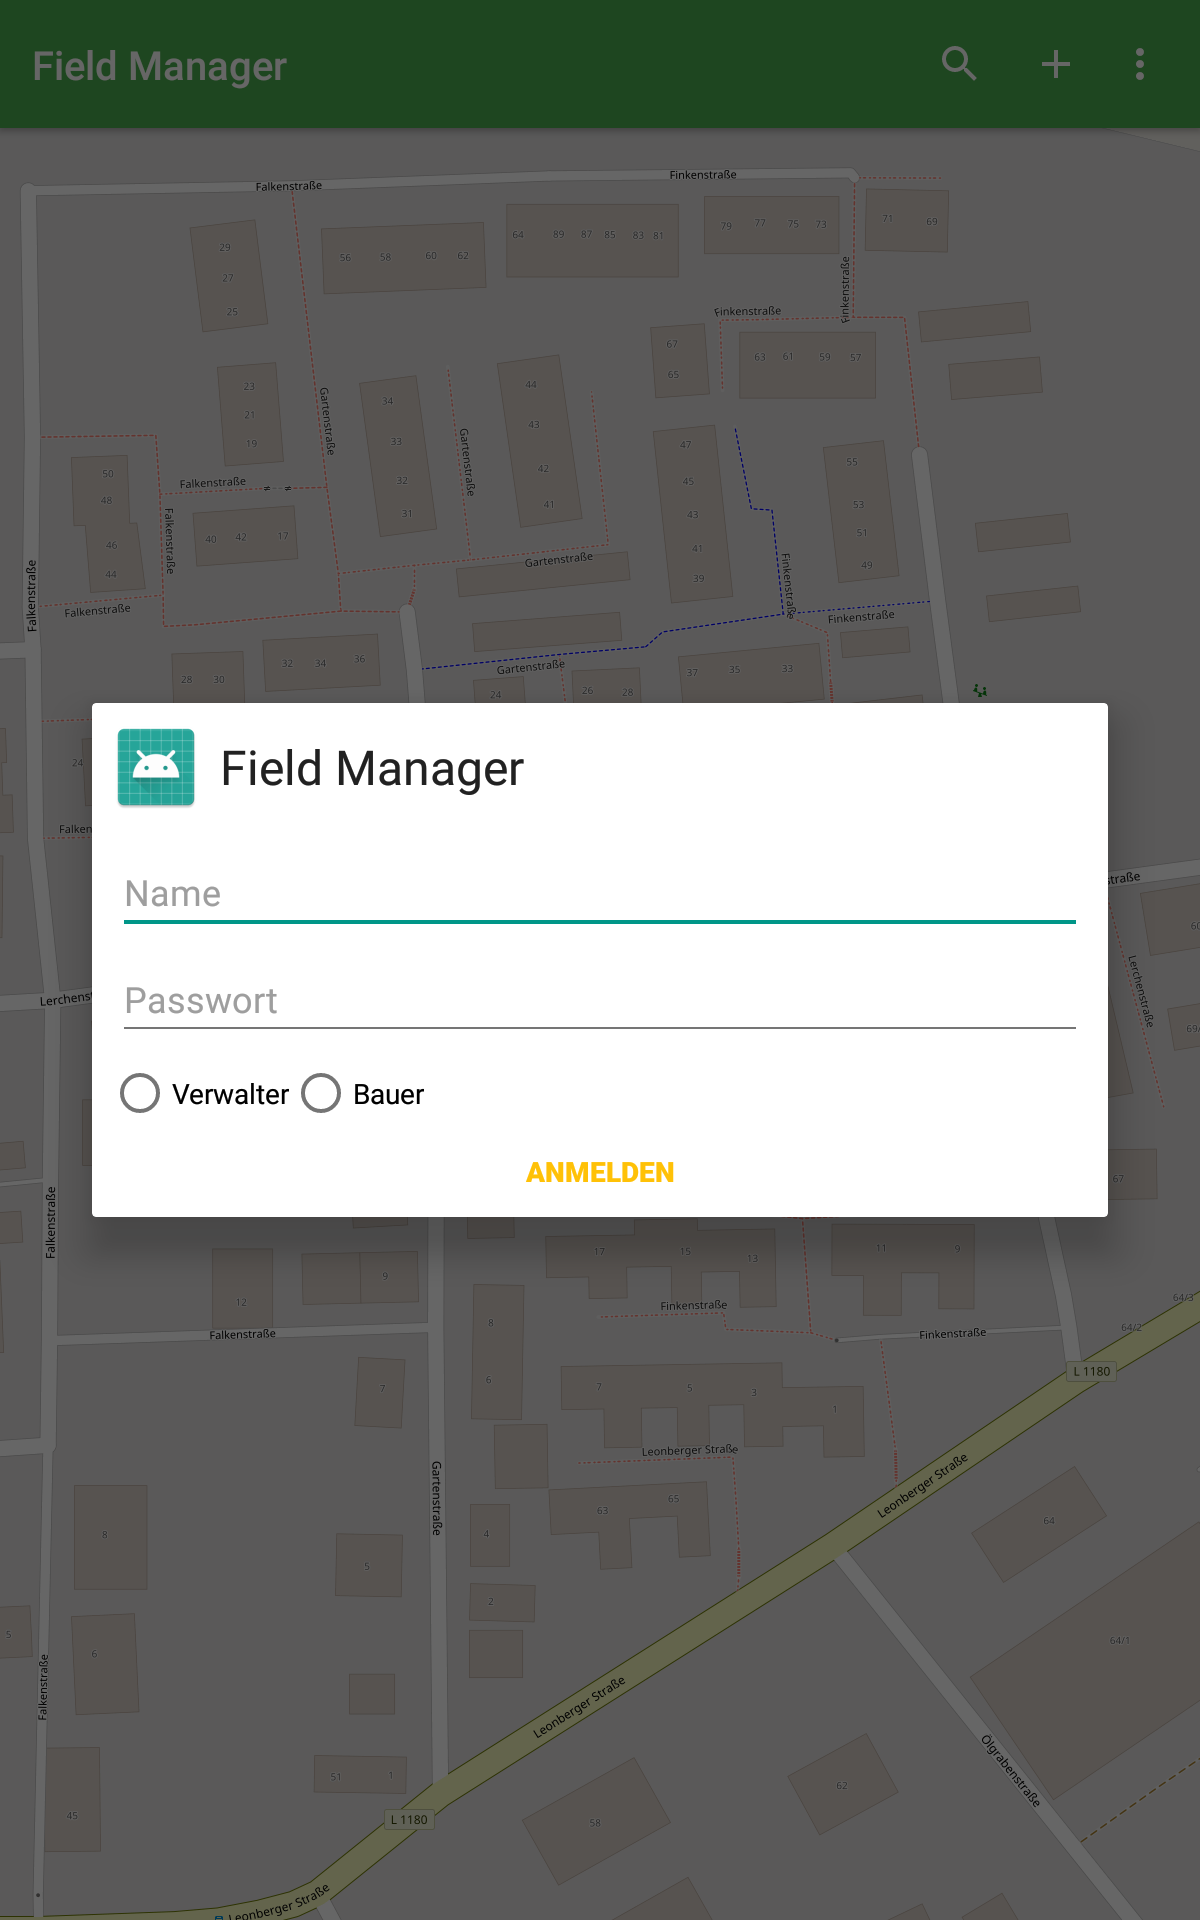 Field Manager
Falkenstraße
Finkenstraße
29
27
25
56 58 60 62
64 89 87 85 83 81
79 77 75 73
71 69
Finkenstraße
Finkenstraße
67
65
63 61 59 57
23
21
19
Gartenstraße
34
33
32
31
Gartenstraße
44
43
42
41
47
45
43
41
39
55
53
51
49
50
48
46
44
Falkenstraße
Falkenstraße
40 42 17
Falkenstraße
Falkenstraße
Gartenstraße
Finkenstraße
Finkenstraße
28 30
32 34 36
Gartenstraße
24
26 28
37 35 33
24
Field Manager
Name
Passwort
Verwalter
Bauer
ANMELDEN
Falken
straße
Lerchenst
Lerchenstraße
60
69/
67
Falkenstraße
12
9
17 15 13
11 9
Finkenstraße
Falkenstraße
Finkenstraße
64/3
64/2
L 1180
8
6
7
7 5 3 1
Leonberger Straße
Leonberger Straße
Gartenstraße
63 65
8
4
5
64
2
5
6
64/1
Falkenstraße
Leonberger Straße
Ölgrabenstraße
51 1
62
45
L 1180
58
Leonberger Straße